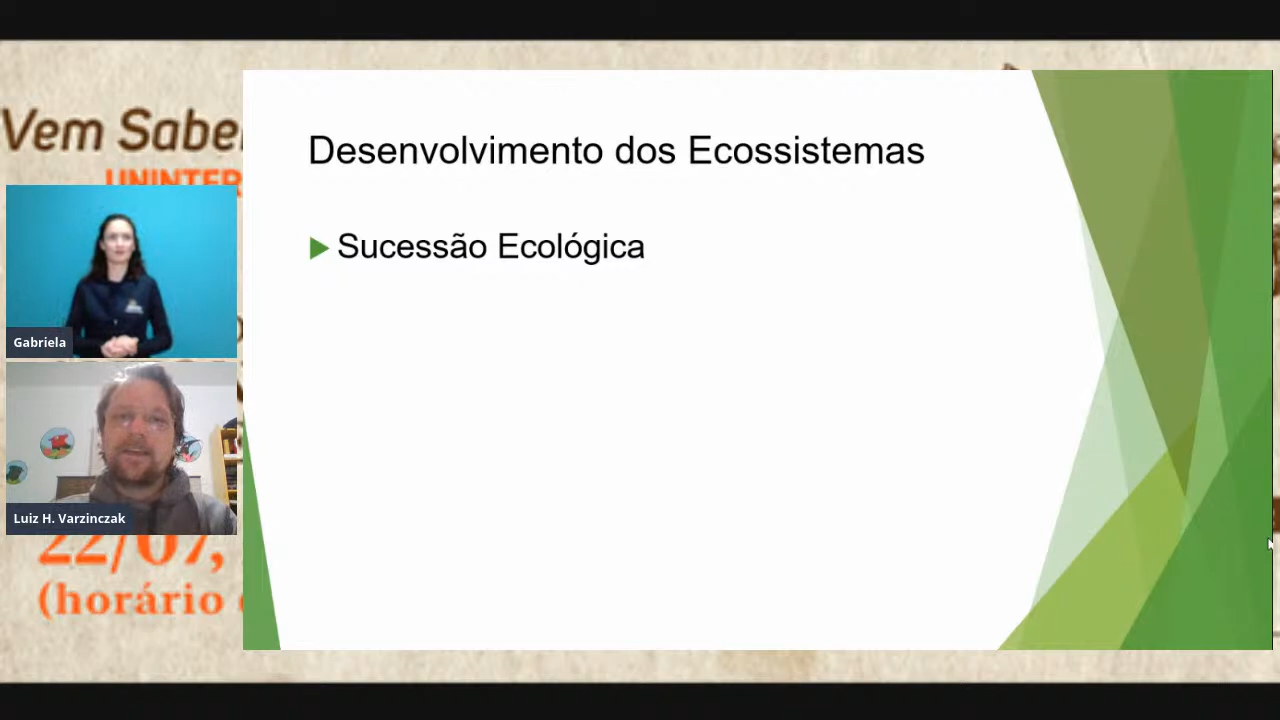 Vem Saber
UNINTER
Desenvolvimento dos Ecossistemas
Sucessão Ecológica
Gabriela
Luiz H. Varzinczak
22/07,
(horário